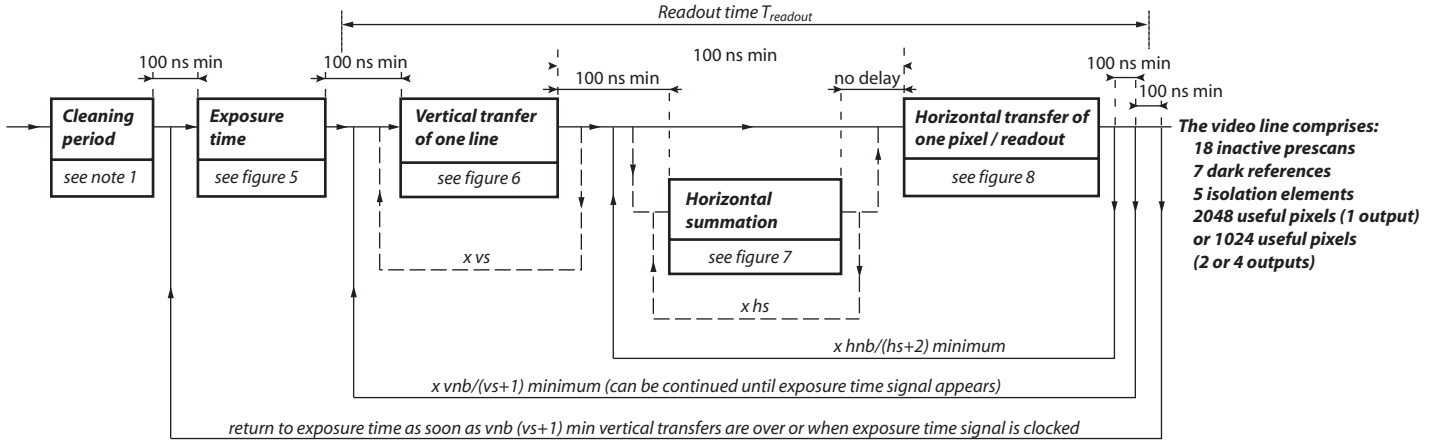 Readout time Treadout
100 ns min
100 ns min
100 ns min
100 ns min
no delay
100 ns min
100 ns min
Cleaning
period
see note 1
Exposure
time
see figure 5
Vertical tranfer
of one line
see figure 6
Horizontal
summation
see figure 7
Horizontal transfer of
one pixel / readout
see figure 8
The video line comprises:
18 inactive prescans
7 dark references
5 isolation elements
2048 useful pixels (1 output)
or 1024 useful pixels
(2 or 4 outputs)
x vs
x hs
x hnb/(hs+2) minimum
x vnb/(vs+1) minimum (can be continued until exposure time signal appears)
return to exposure time as soon as vnb (vs+1) min vertical transfers are over or when exposure time signal is clocked